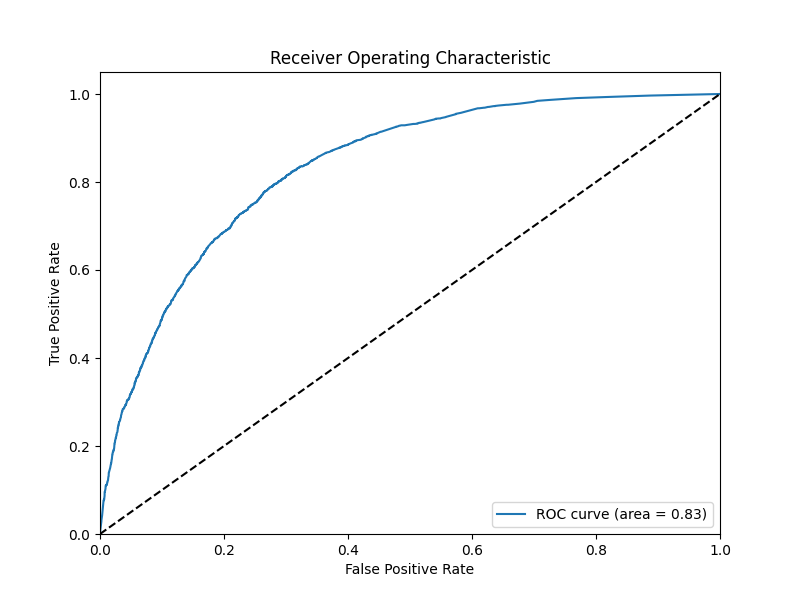 Receiver Operating Characteristic
True Positive Rate
1.0
0.8
0.6
0.4
0.2
0.0
ROC curve (area = 0.83)
0.0 0.2 0.4 0.6 0.8 1.0
False Positive Rate